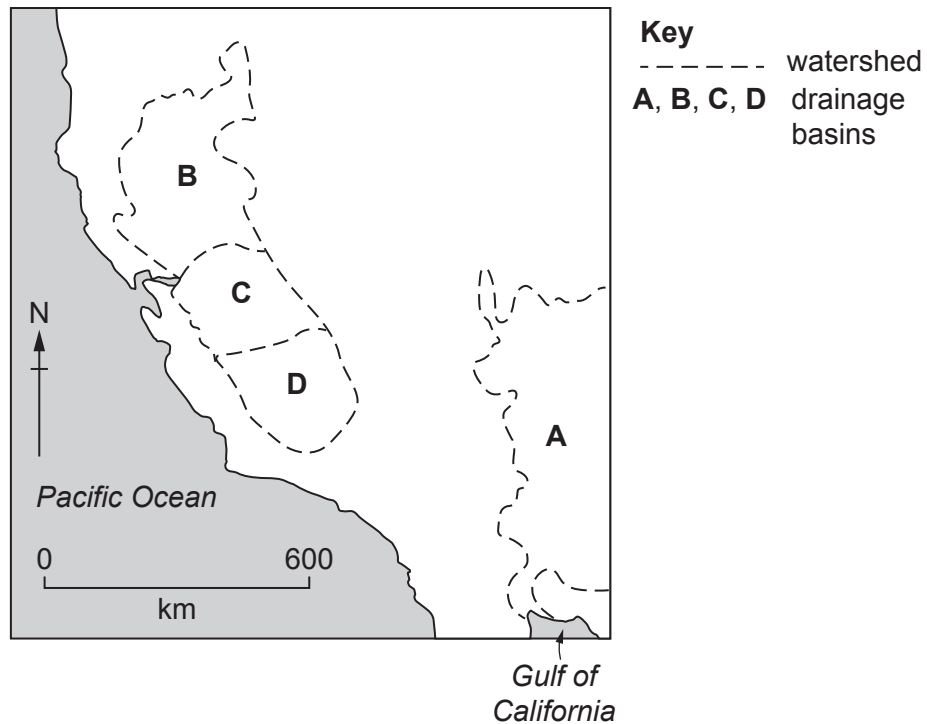 Key
watershed
A, B, C, D drainage
basins
B
C
N
D
A
Pacific Ocean
0 600
km
Gulf of
California